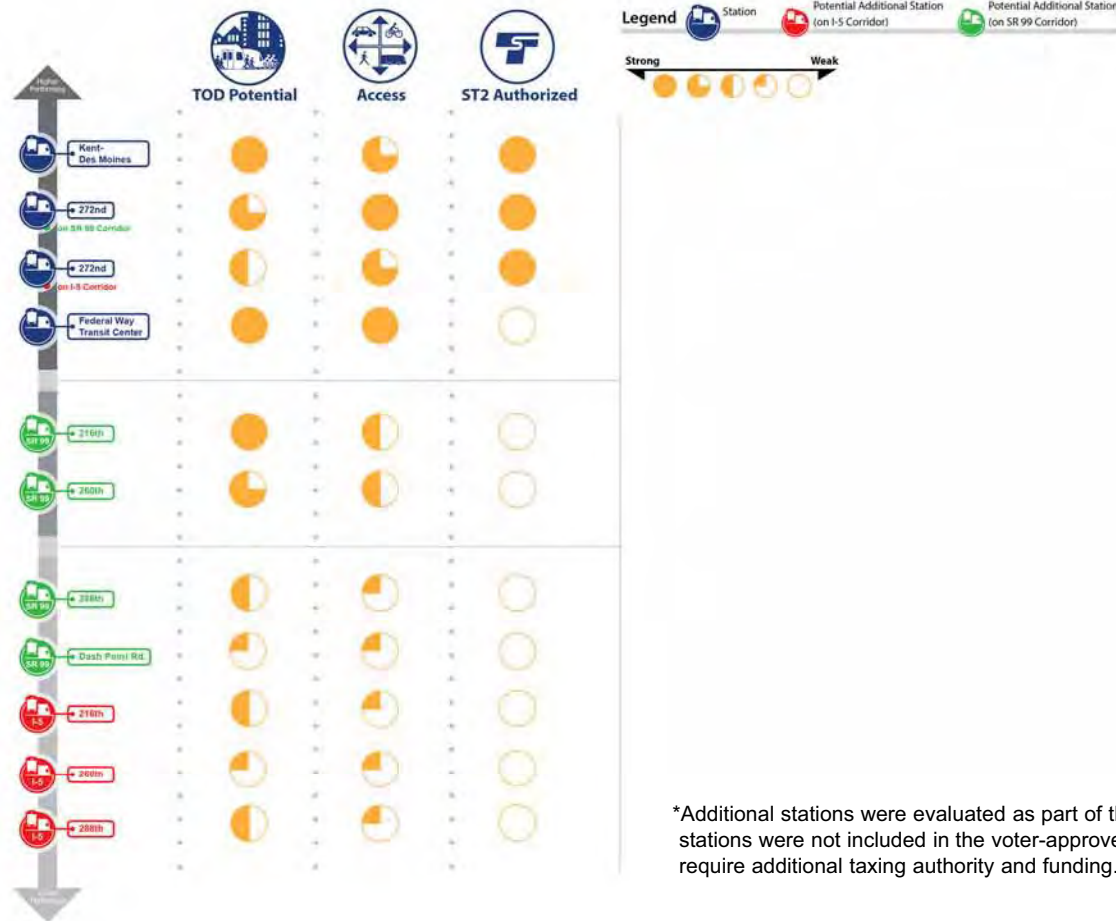 Legend
Station
Potential Additional Station
(on I-5 Corridor)
Potential Additional Station
(on SR 99 Corridor)
Strong Weak
TOD Potential Access ST2 Authorized
Higher
Performing
Kent-
Des Moines
272nd
on SR 99 Corridor
272nd
on I-5 Corridor
Federal Way
Transit Center
SR 99 216th
SR 99 260th
SR 99 288th
SR 99 Dash Point Rd.
I-5 216th
I-5 260th
I-5 288th
*Additional stations were evaluated as part of
stations were not included in the
require additional taxing authority and funding.